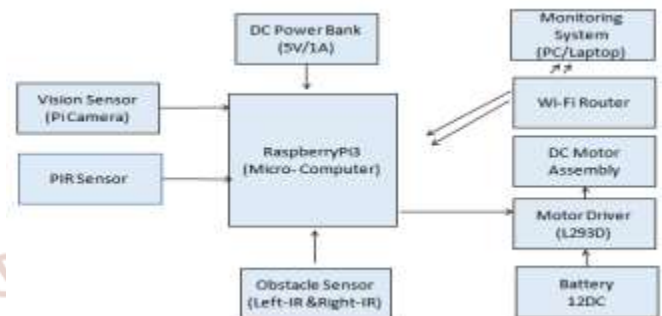 DC Power Bank
(5V/1A)
Monitoring
System
(PC/Laptop)
Vision Sensor
(Pi Camera)
Wi-Fi Router
RaspberryPI3
(Micro- Computer)
DC Motor
Assembly
PIR Sensor
Motor Driver
(L293D)
Obstacle Sensor
(Left-IR &Right-IR)
Battery
12DC